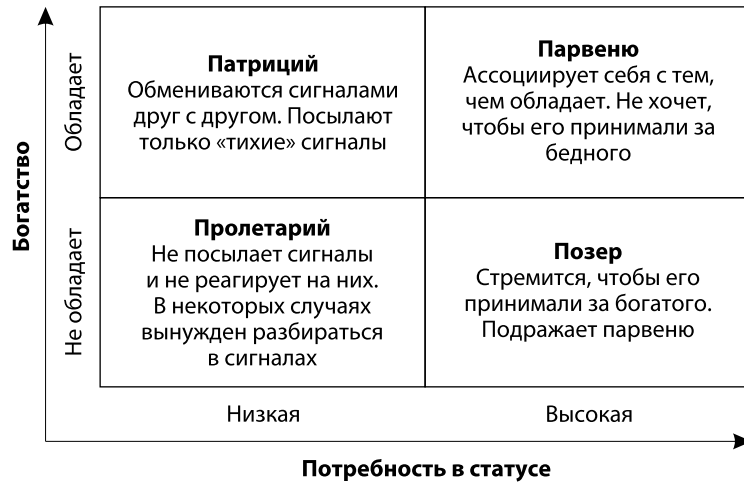 Богатство
Обладает
Патриций
Обмениваются сигналами
друг с другом. Посылают
только «тихие» сигналы
Парвеню
Ассоциирует себя с тем,
чем обладает. Не хочет,
чтобы его принимали за
бедного
Не обладает
Пролетарий
Не посылает сигналы
и не реагирует на них.
В некоторых случаях
вынужден разбираться
в сигналах
Позер
Стремится, чтобы его
принимали за богатого.
Подражает парвеню
Низкая
Высокая
Потребность в статусе